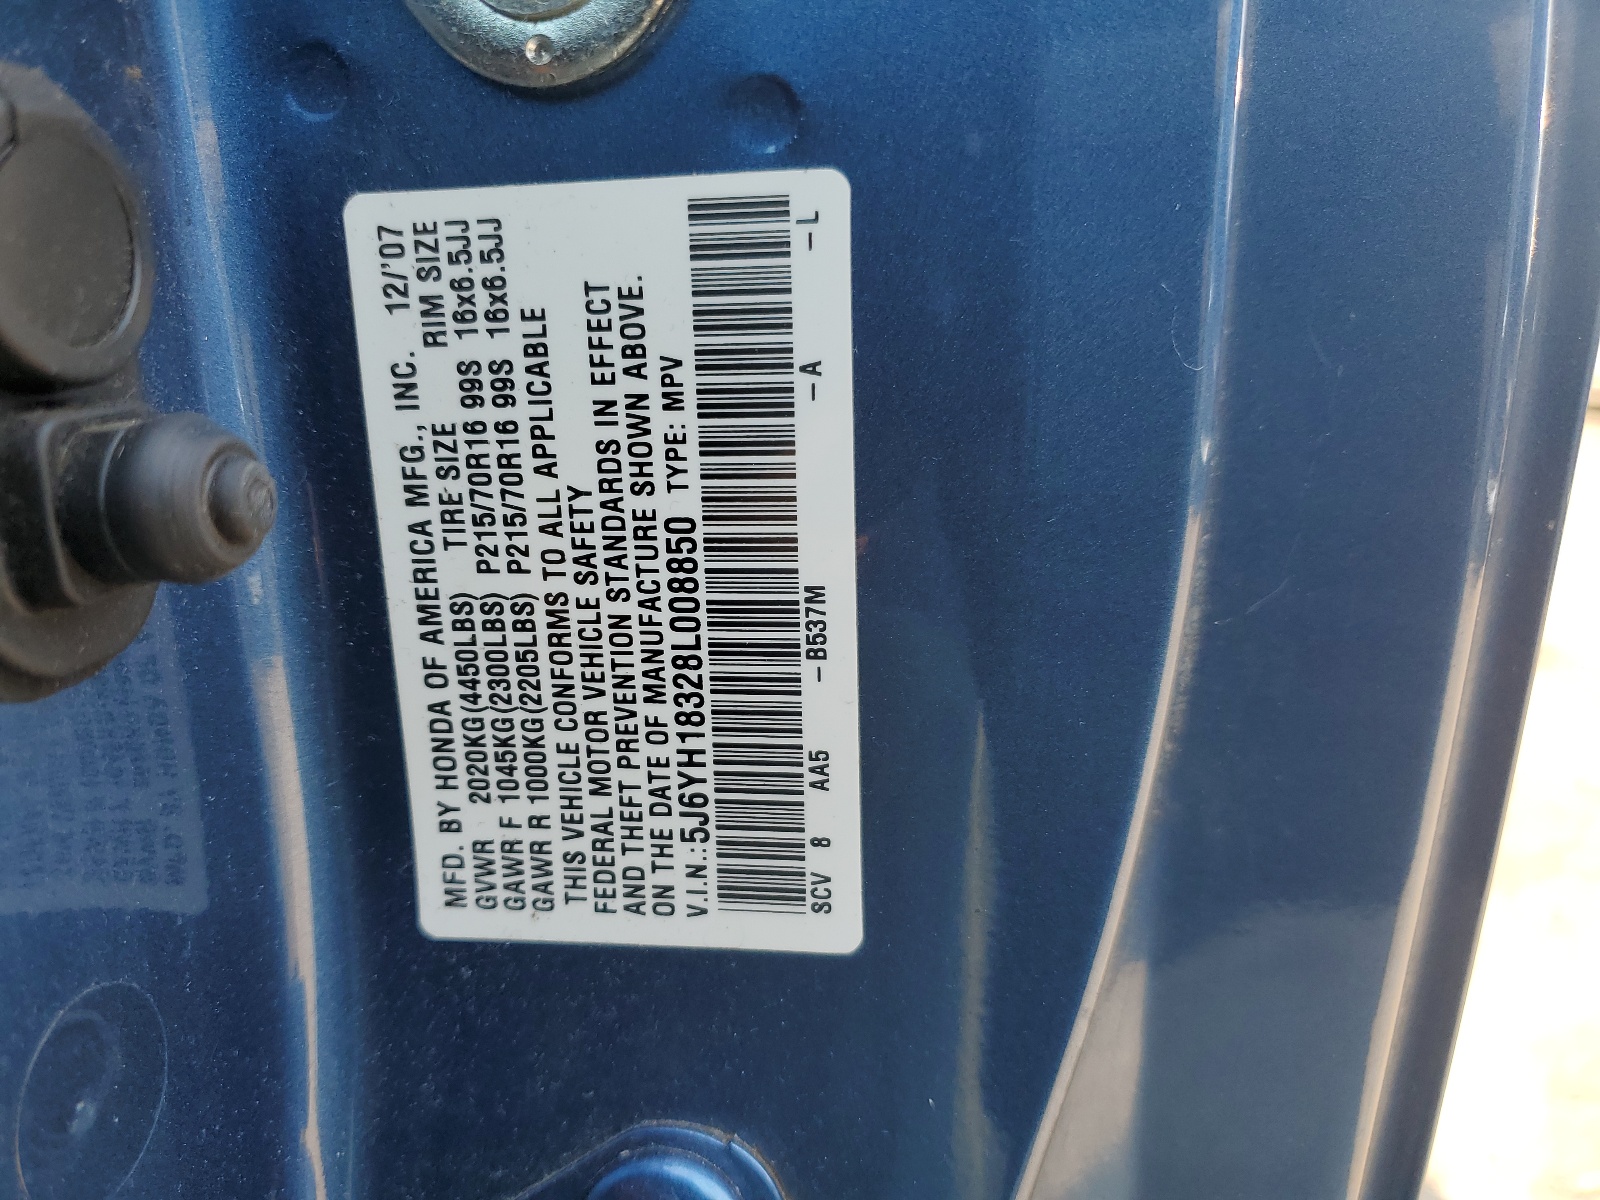 MFD. BY HONDA OF AMERICA MFG., INC. 12/'07
GVWR 2020KG(4450LBS) TIRE SIZE RIM SIZE
GAWR F 1045KG(2300LBS) P215/70R16 99S 16x6.5JJ
GAWR R 1000KG(2205LBS) P215/70R16 99S 16x6.5JJ
THIS VEHICLE CONFORMS TO ALL APPLICABLE
FEDERAL MOTOR VEHICLE SAFETY
AND THEFT PREVENTION STANDARDS IN EFFECT
ON THE DATE OF MANUFACTURE SHOWN ABOVE.
V.I.N.:5J6YH18328L008850 TYPE: MPV
SCV 8 AA5 -B537M -A -L